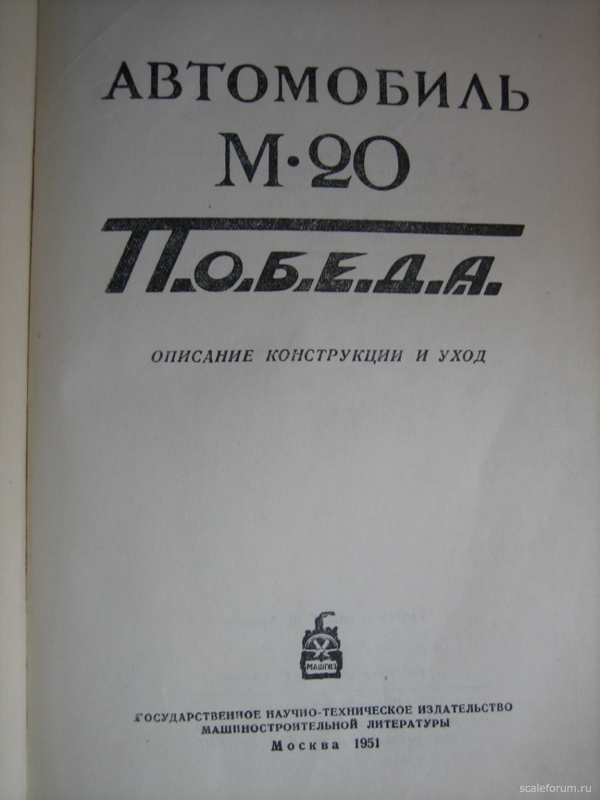 АВТОМОБИЛЬ
М·20
П.О.Б.Е.Д.А.
ОПИСАНИЕ КОНСТРУКЦИИ И УХОД
МАШГИЗ
ГОСУДАРСТВЕННОЕ НАУЧНО-ТЕХНИЧЕСКОЕ ИЗДАТЕЛЬСТВО
МАШИНОСТРОИТЕЛЬНОЙ ЛИТЕРАТУРЫ
Москва 1951
scaleforum.ru